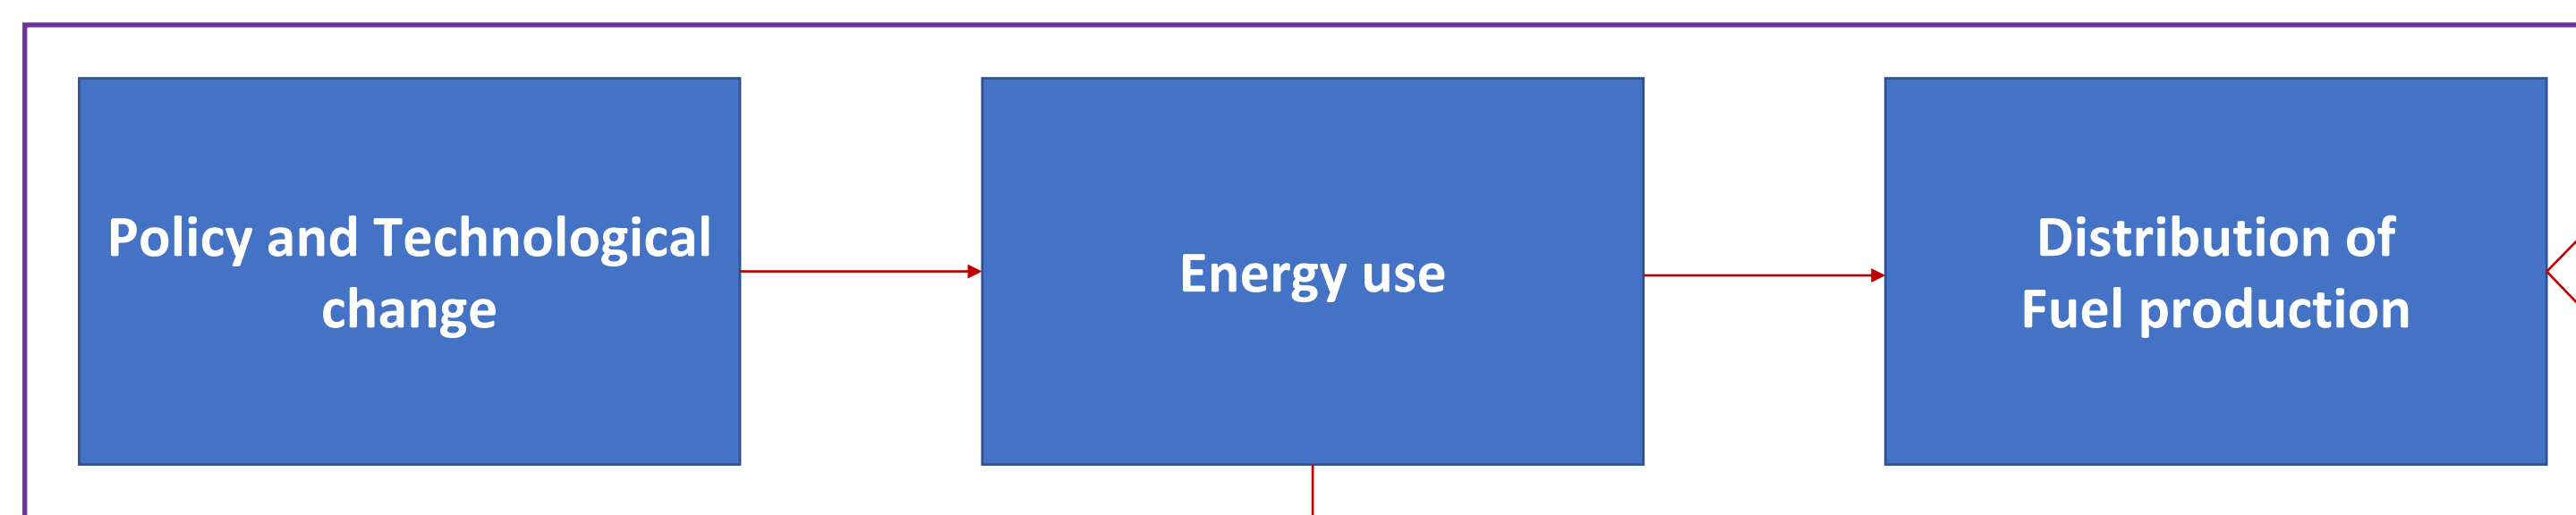 Policy and Technological
change
Energy use
Distribution of
Fuel production